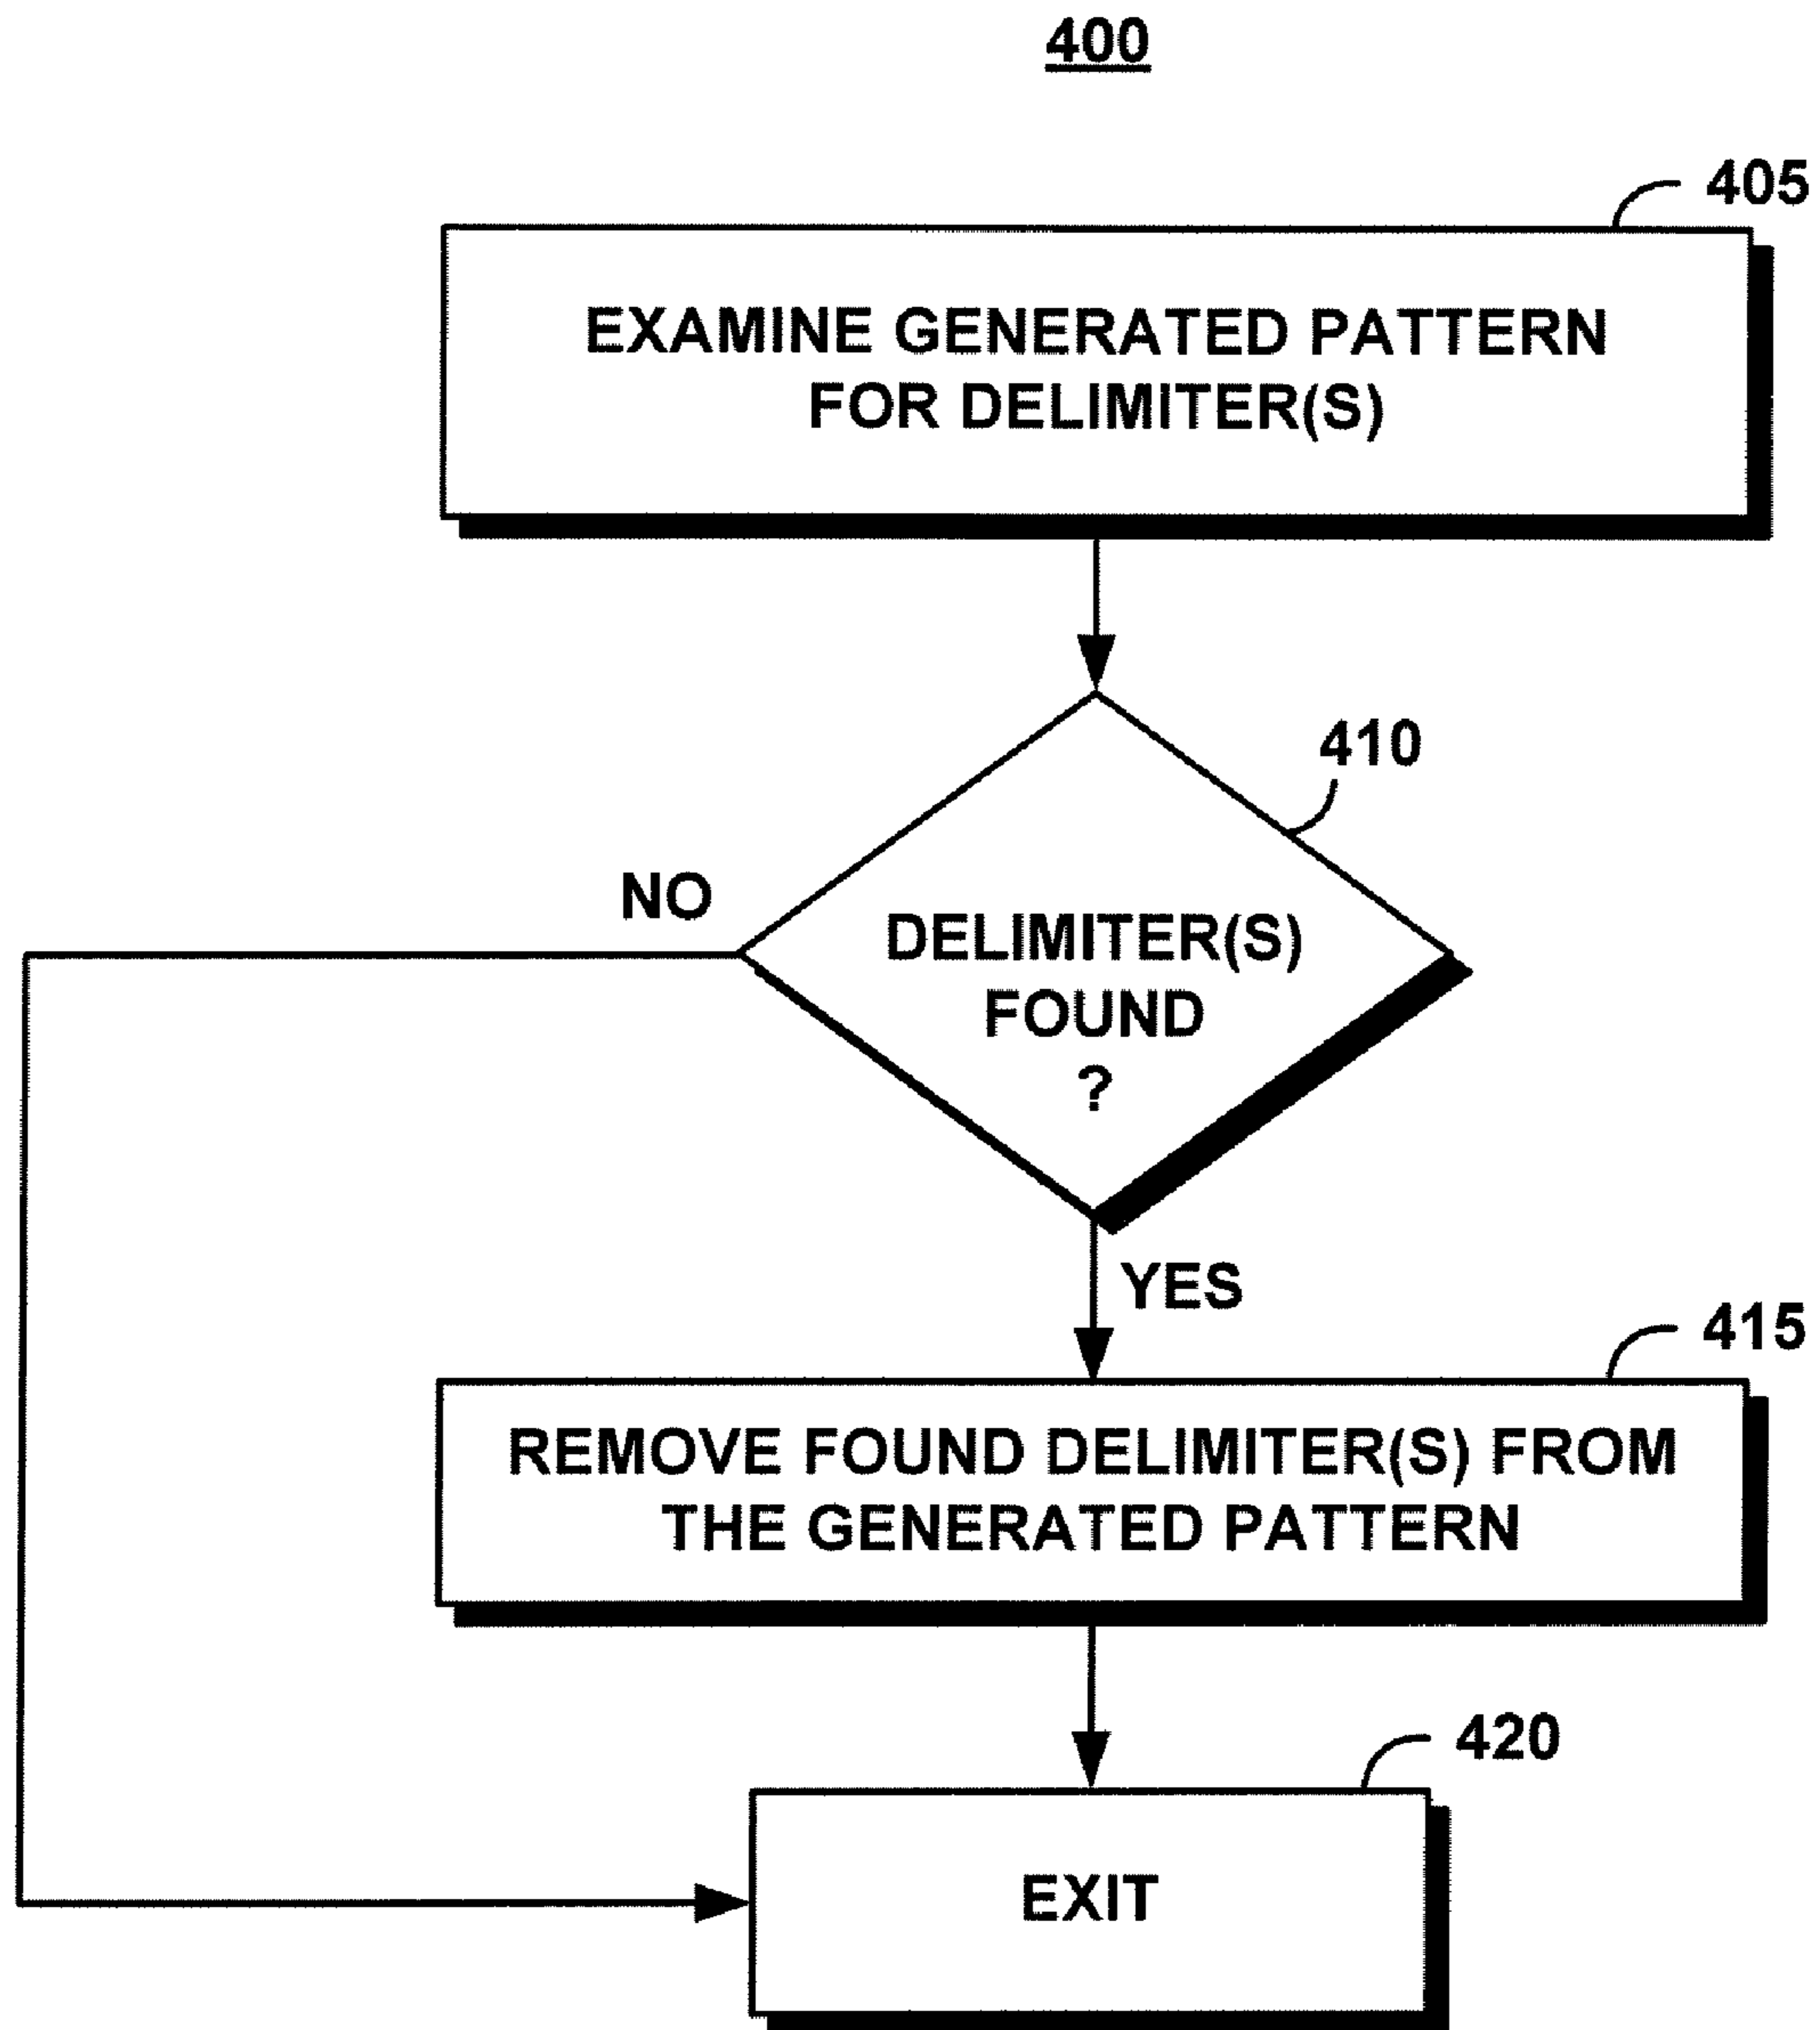 400
405
EXAMINE GENERATED PATTERN
FOR DELIMITER(S)
410
NO
DELIMITER(S)
FOUND
?
YES
415
REMOVE FOUND DELIMITER(S) FROM
THE GENERATED PATTERN
420
EXIT